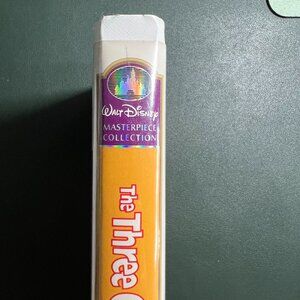 Walt Disney
MASTERPIECE
COLLECTION
The Three